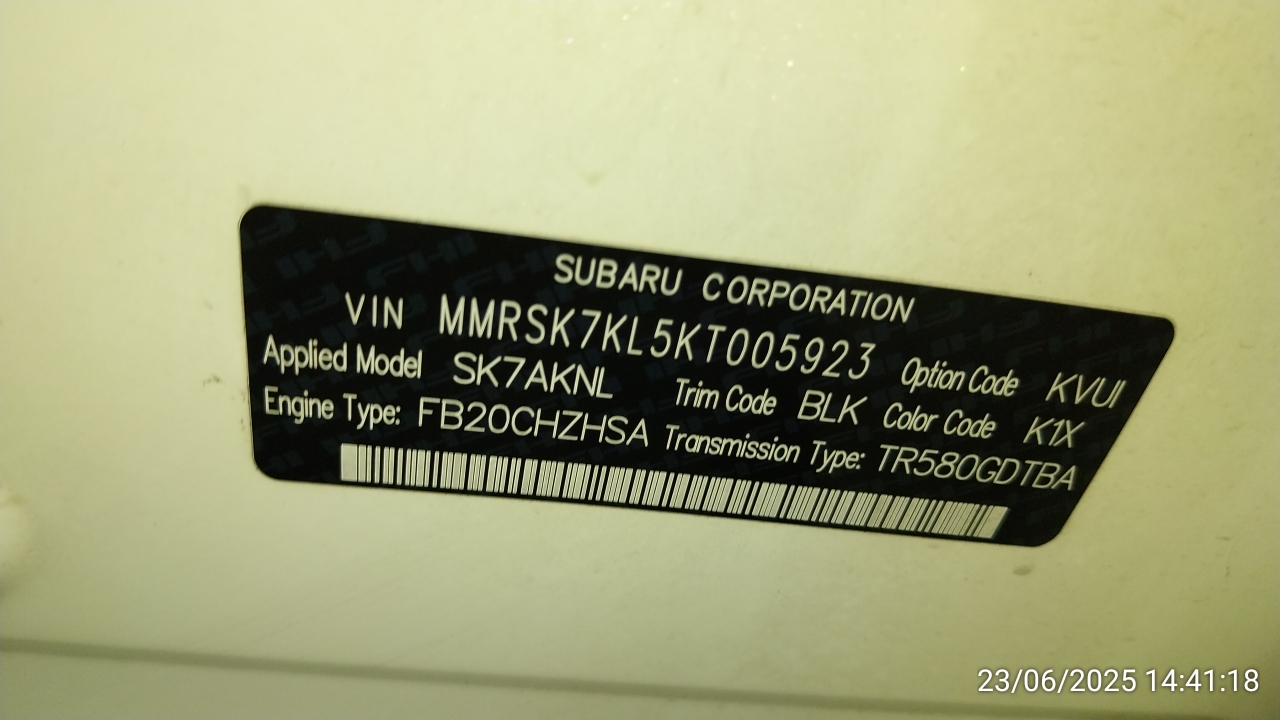 SUBARU CORPORATION
VIN MMRSK7KL5KT005923 Option Code KVUI
Applied Model SK7AKNL Trim Code BLK Color Code K1X
Engine Type: FB20CHZHSA Transmission Type: TR580GDTBA
23/06/2025 14:41:18